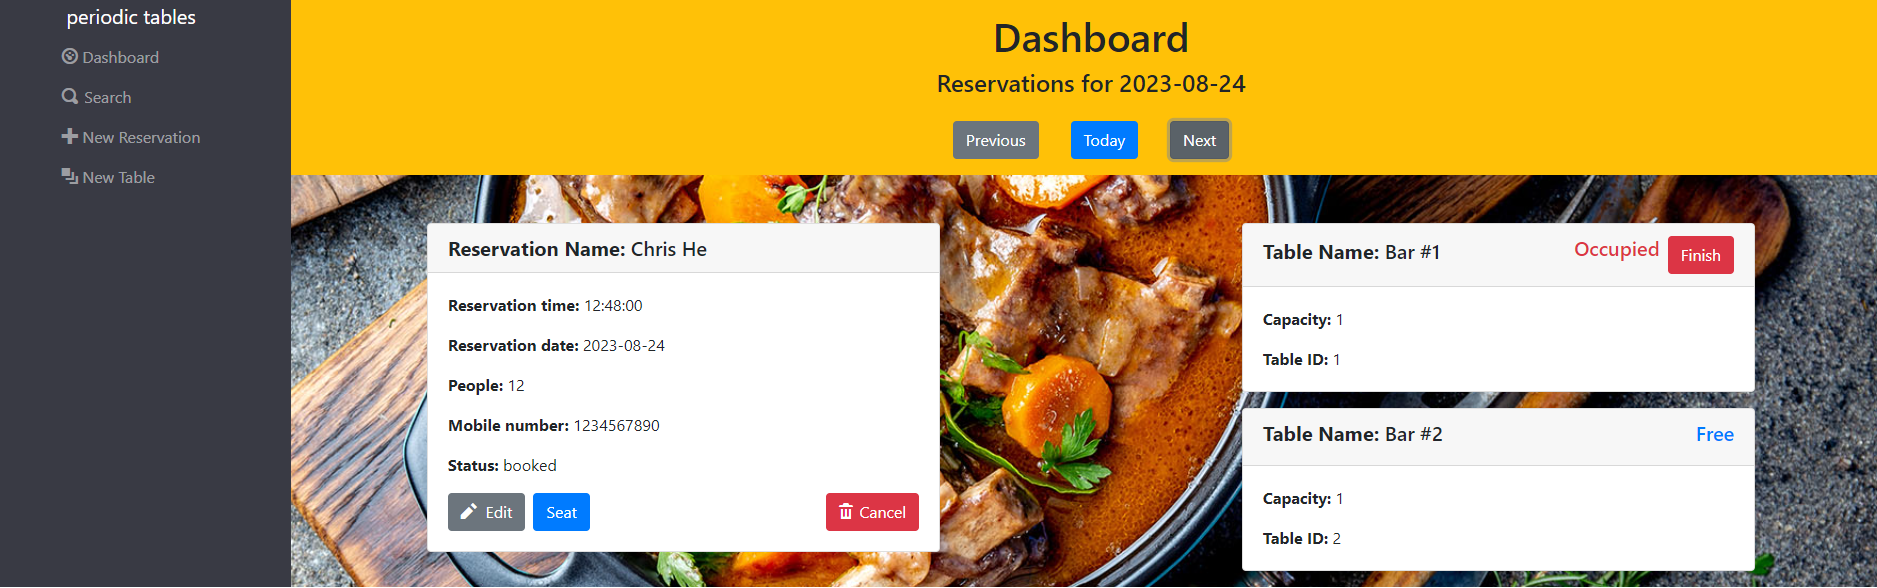 periodic tables
Dashboard
Search
New Reservation
New Table
Dashboard
Reservations for 2023-08-24
Previous
Today
Next
Reservation Name: Chris He
Reservation time: 12:48:00
Reservation date: 2023-08-24
People: 12
Mobile number: 1234567890
Status: booked
Edit
Seat
Cancel
Table Name: Bar #1
Occupied
Finish
Capacity: 1
Table ID: 1
Table Name: Bar #2
Free
Capacity: 1
Table ID: 2